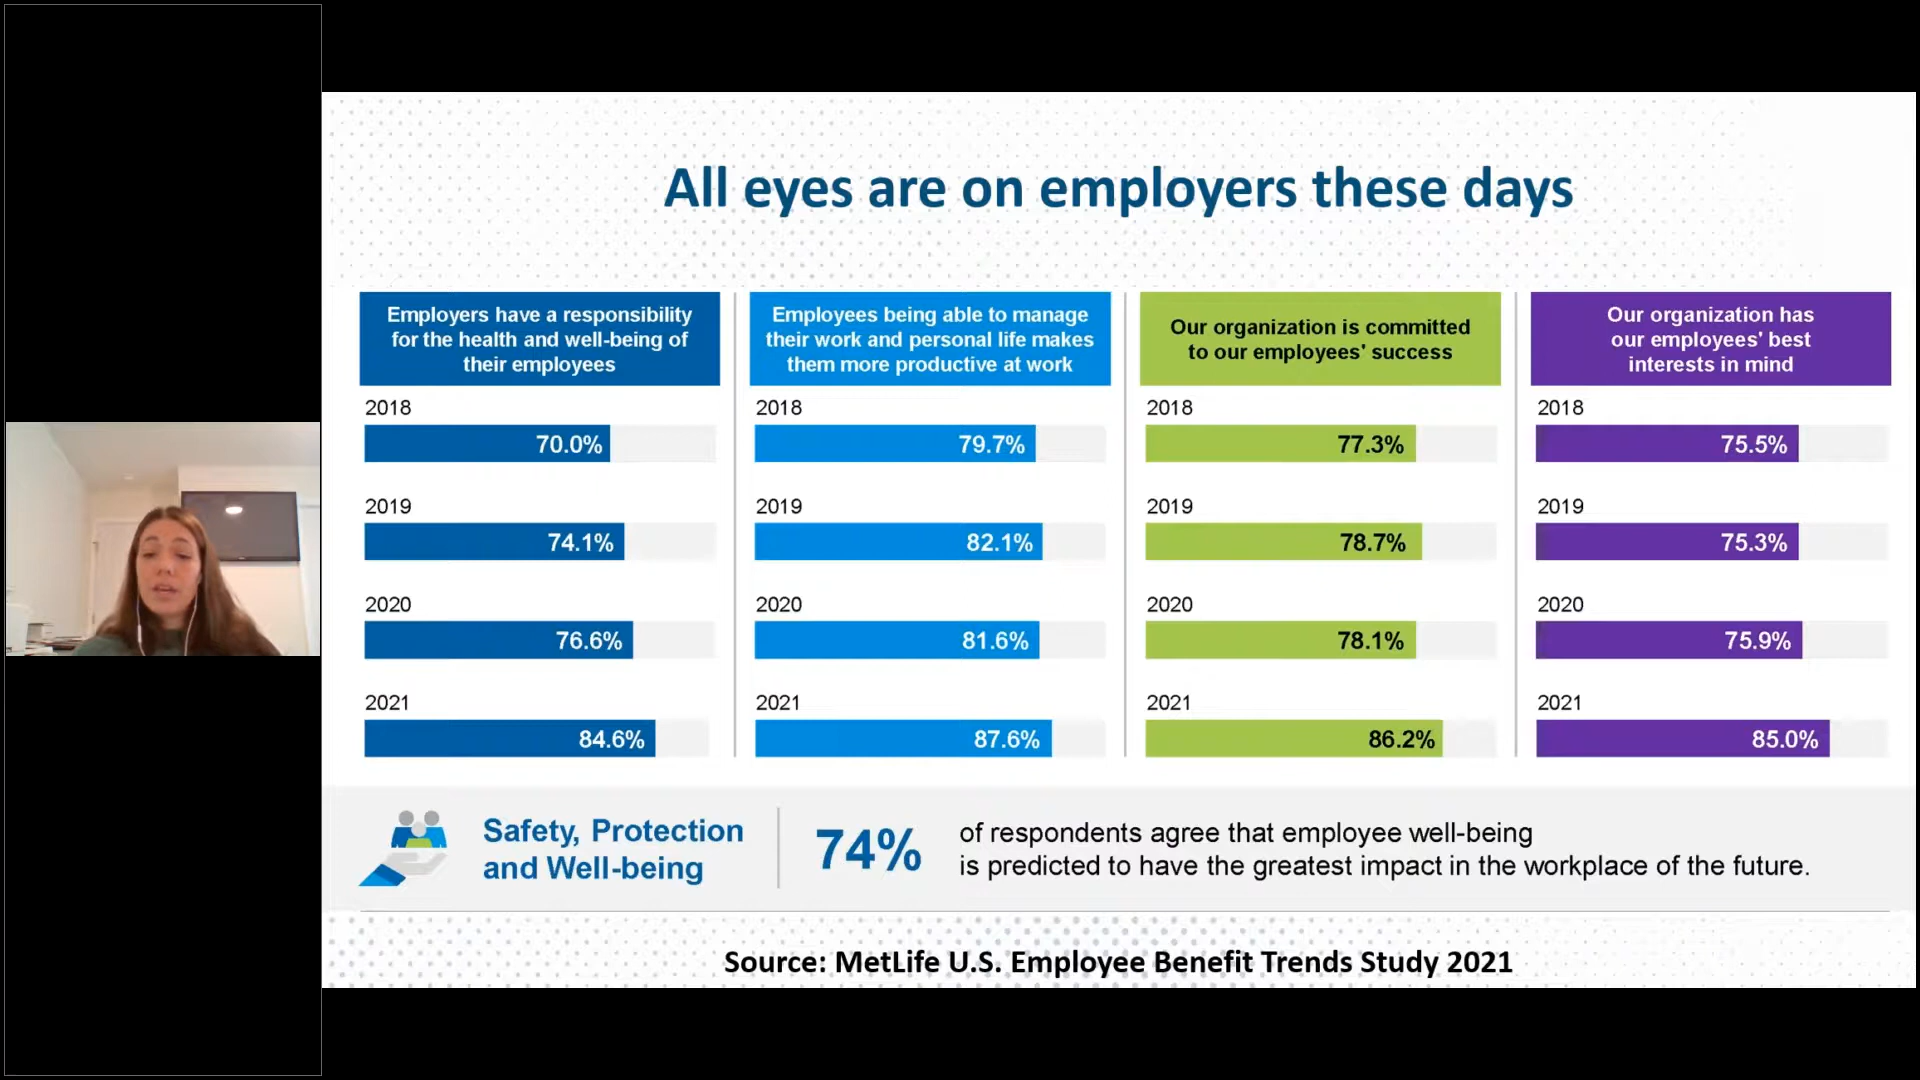 All eyes are on employers these days
Employers have a responsibility
for the health and well-being of
their employees
2018
70.0%
2019
74.1%
2020
76.6%
2021
84.6%
Employees being able to manage
their work and personal life makes
them more productive at work
2018
79.7%
2019
82.1%
2020
81.6%
2021
87.6%
Our organization is committed
to our employees' success
2018
77.3%
2019
78.7%
2020
78.1%
2021
86.2%
Our organization has
our employees' best
interests in mind
2018
75.5%
2019
75.3%
2020
75.9%
2021
85.0%
Safety, Protection
and Well-being
74%
of respondents agree that employee well-being
is predicted to have the greatest impact in the workplace of the future.
Source: MetLife U.S. Employee Benefit Trends Study 2021